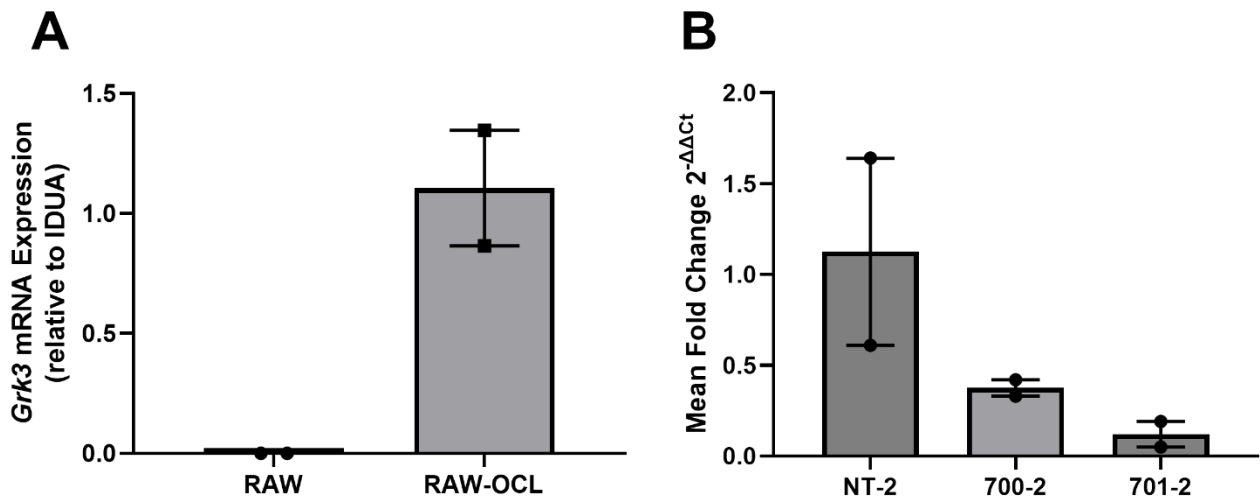 A
Grk3 mRNA Expression
(relative to IDUA)
1.5
1.0
0.5
0.0
RAW
RAW-OCL
B
Mean Fold Change 2^-ΔΔCt
2.0
1.5
1.0
0.5
0.0
NT-2
700-2
701-2